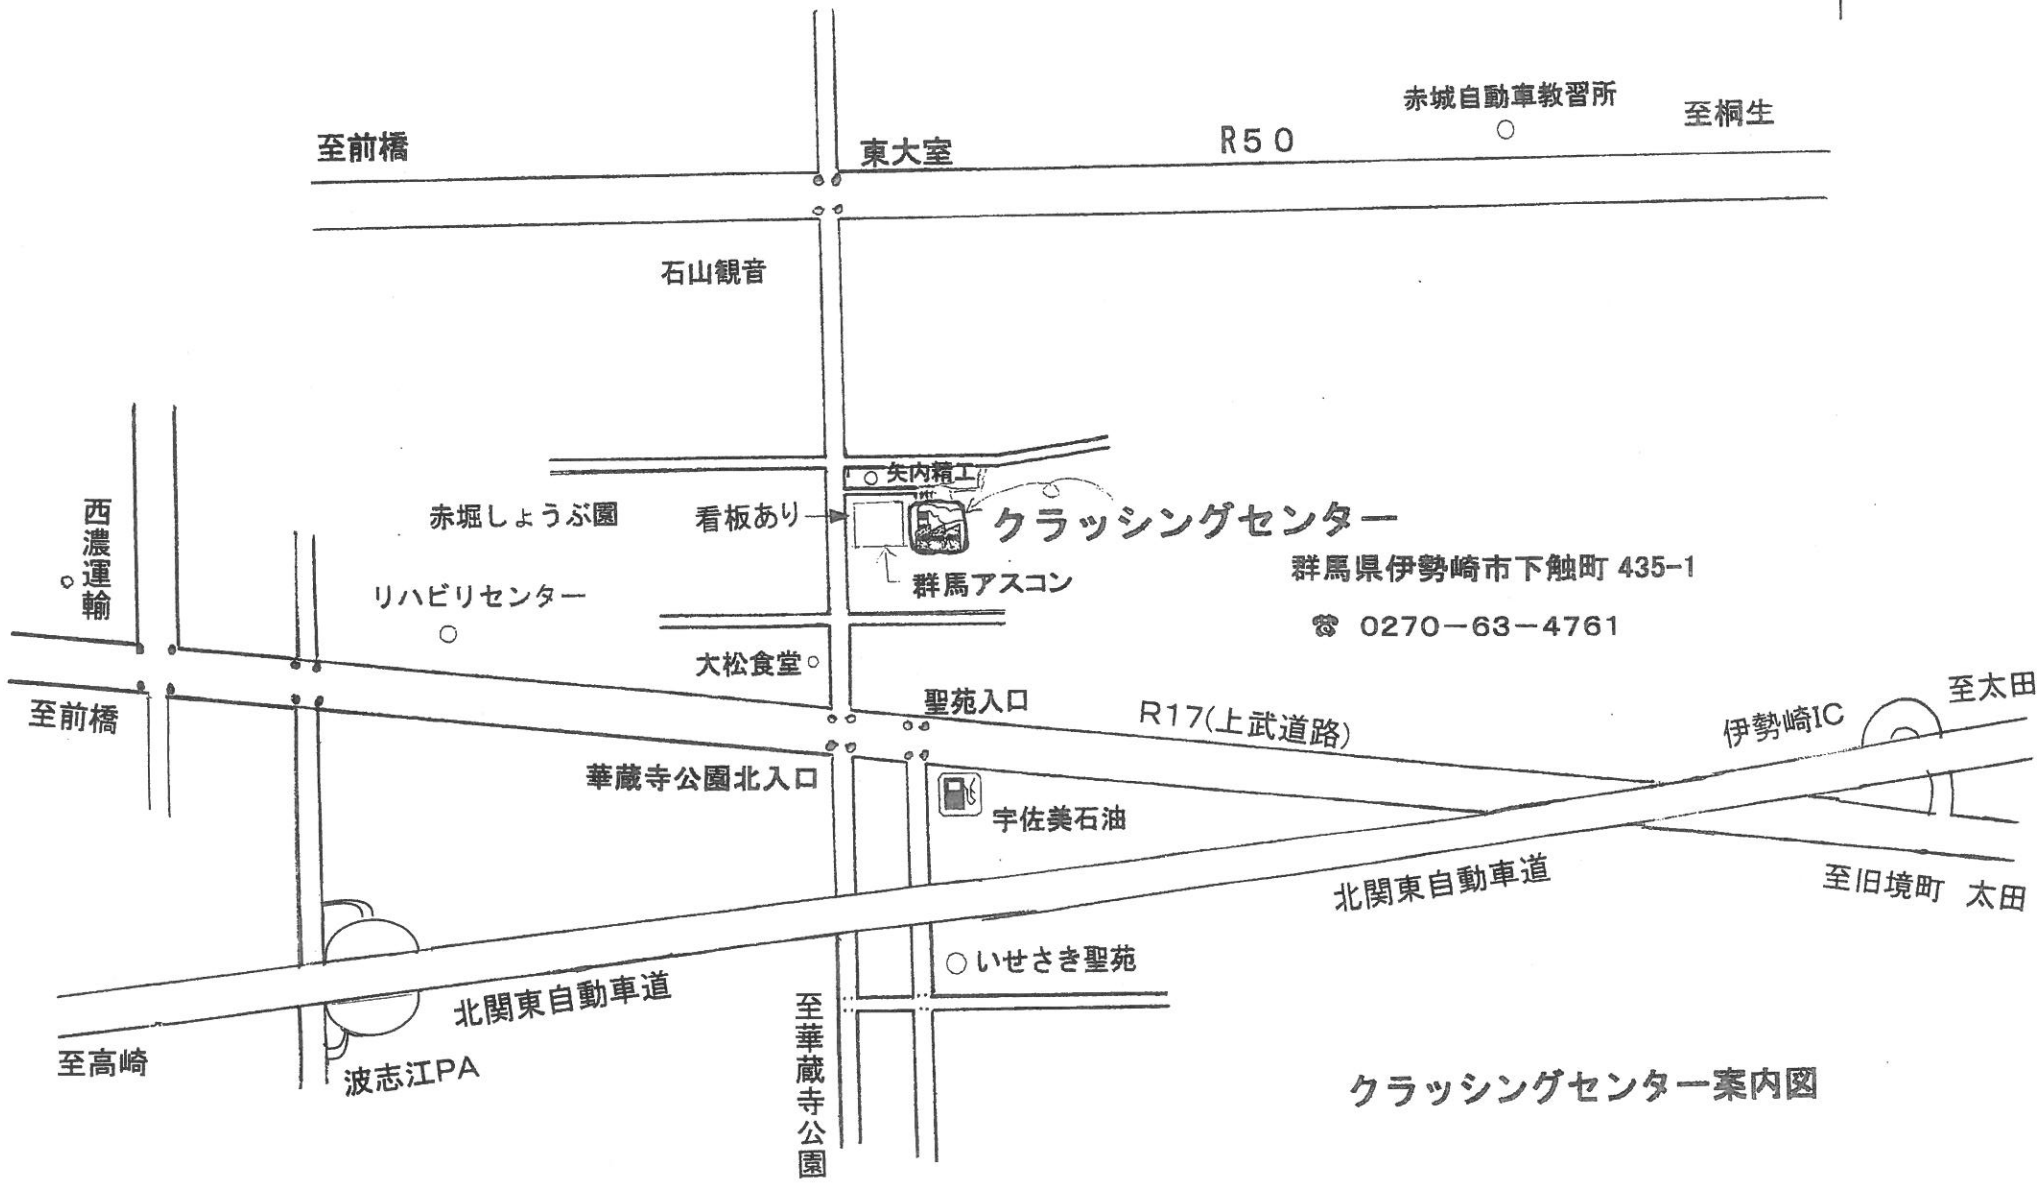 赤城自動車教習所
至桐生
至前橋
東大室
R50
石山観音
矢内精工
西濃運輸
赤堀しょうぶ園
看板あり
クラッシングセンター
群馬県伊勢崎市下触町 435-1
群馬アスコン
リハビリセンター
☎ 0270-63-4761
大松食堂
聖苑入口
至前橋
R17(上武道路)
伊勢崎IC
至太田
華蔵寺公園北入口
宇佐美石油
北関東自動車道
至旧境町 太田
いせさき聖苑
北関東自動車道
至華蔵寺公園
至高崎
波志江PA
クラッシングセンター案内図